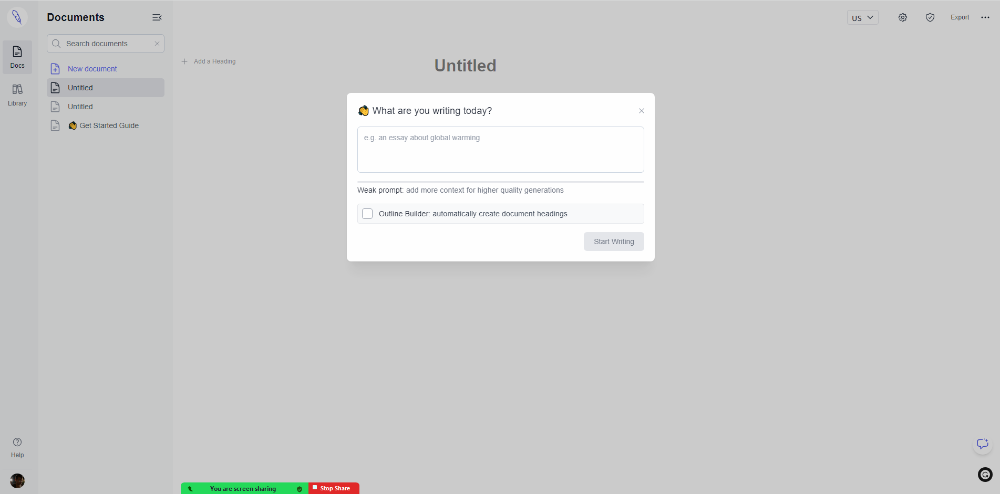 Documents
US
Export
Search documents
Docs
Add a Heading
Untitled
New document
Untitled
Library
Untitled
👋 Get Started Guide
👋 What are you writing today?
e.g. an essay about global warming
Weak prompt: add more context for higher quality generations
Outline Builder: automatically create document headings
Start Writing
Help
You are screen sharing
Stop Share